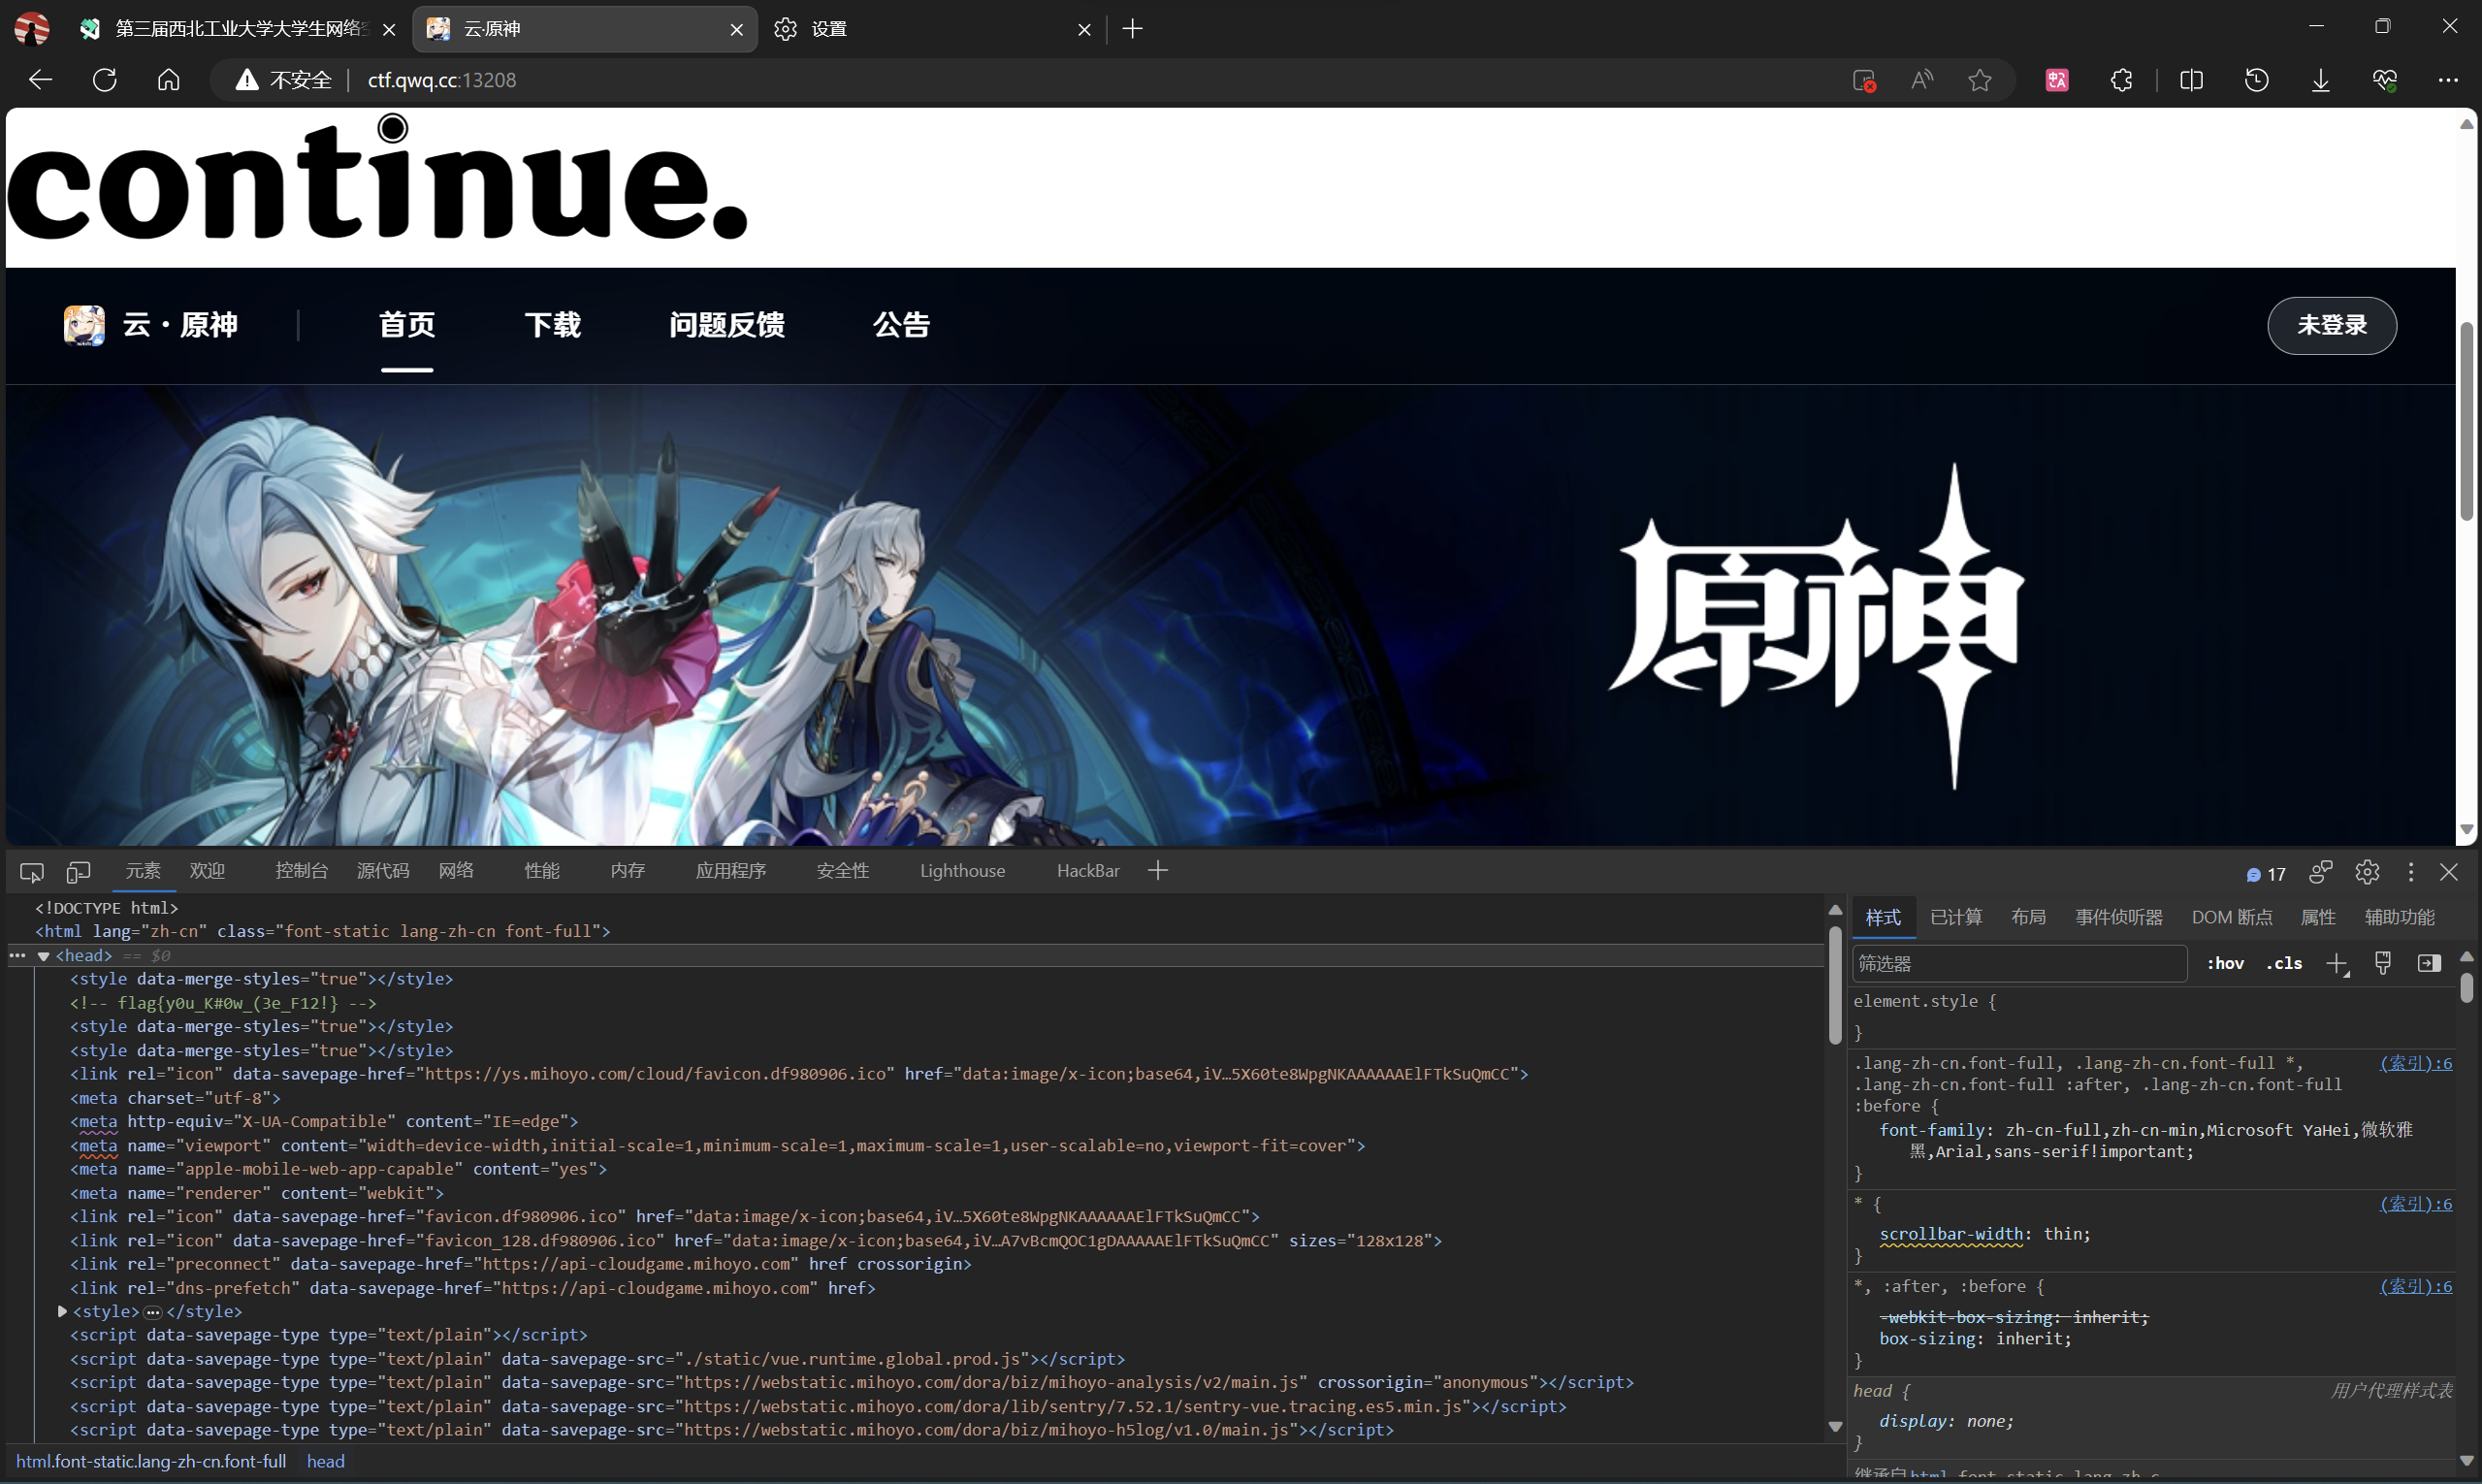 第三届西北工业大学大学生网络
云·原神
设置
不安全
ctf.qwq.cc:13208
continue.
云·原神
首页
下载
问题反馈
公告
未登录
原神
元素
欢迎
控制台
源代码
网络
性能
内存
应用程序
安全性
Lighthouse
HackBar
17
<!DOCTYPE html>
<html lang="zh-cn" class="font-static lang-zh-cn font-full">
<head> == $0
<style data-merge-styles="true"></style>
<!-- flag{y0u_K#0w_(3e_F12!} -->
<style data-merge-styles="true"></style>
<style data-merge-styles="true"></style>
<link rel="icon" data-savepage-href="https://ys.mihoyo.com/cloud/favicon.df980906.ico" href="data:image/x-icon;base64,iV…5X60te8WpgNKAAAAAAElFTkSuQmCC">
<meta charset="utf-8">
<meta http-equiv="X-UA-Compatible" content="IE=edge">
<meta name="viewport" content="width=device-width,initial-scale=1,minimum-scale=1,maximum-scale=1,user-scalable=no,viewport-fit=cover">
<meta name="apple-mobile-web-app-capable" content="yes">
<meta name="renderer" content="webkit">
<link rel="icon" data-savepage-href="favicon.df980906.ico" href="data:image/x-icon;base64,iV…5X60te8WpgNKAAAAAAElFTkSuQmCC">
<link rel="icon" data-savepage-href="favicon_128.df980906.ico" href="data:image/x-icon;base64,iV…A7vBcmQOC1gDAAAAAElFTkSuQmCC" sizes="128x128">
<link rel="preconnect" data-savepage-href="https://api-cloudgame.mihoyo.com" href crossorigin>
<link rel="dns-prefetch" data-savepage-href="https://api-cloudgame.mihoyo.com" href>
<style>…</style>
<script data-savepage-type type="text/plain"></script>
<script data-savepage-type type="text/plain" data-savepage-src="./static/vue.runtime.global.prod.js"></script>
<script data-savepage-type type="text/plain" data-savepage-src="https://webstatic.mihoyo.com/dora/biz/mihoyo-analysis/v2/main.js" crossorigin="anonymous"></script>
<script data-savepage-type type="text/plain" data-savepage-src="https://webstatic.mihoyo.com/dora/lib/sentry/7.52.1/sentry-vue.tracing.es5.min.js"></script>
<script data-savepage-type type="text/plain" data-savepage-src="https://webstatic.mihoyo.com/dora/biz/mihoyo-h5log/v1.0/main.js"></script>
html.font-static.lang-zh-cn.font-full head
样式
已计算
布局
事件侦听器
DOM 断点
属性
辅助功能
筛选器
:hov .cls
element.style {
}
.lang-zh-cn.font-full, .lang-zh-cn.font-full *, (索引):6
.lang-zh-cn.font-full :after, .lang-zh-cn.font-full
:before {
font-family: zh-cn-full,zh-cn-min,Microsoft YaHei,微软雅
黑,Arial,sans-serif!important;
}
* { (索引):6
scrollbar-width: thin;
}
*, :after, :before { (索引):6
-webkit-box-sizing: inherit;
box-sizing: inherit;
}
head { 用户代理样式表
display: none;
}